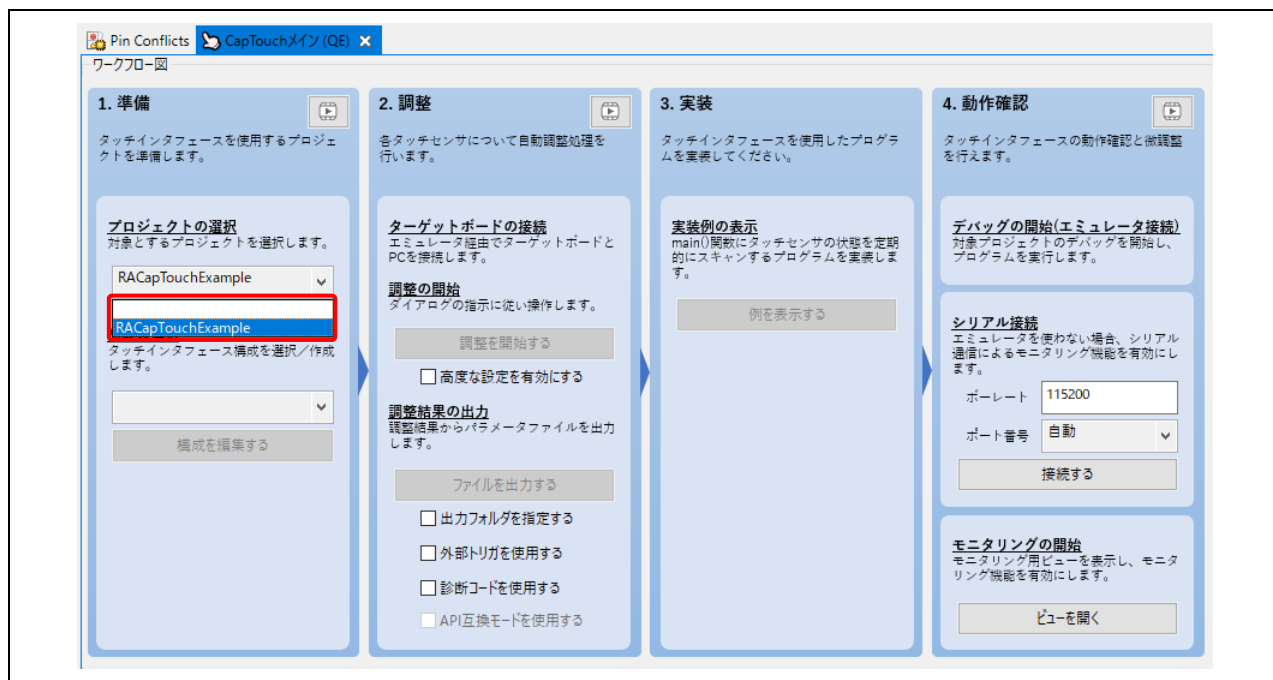 Pin Conflicts
CapTouchメイン (QE)
ワークフロー図
1. 準備
タッチインタフェースを使用するプロジェ
クトを準備します。
プロジェクトの選択
対象とするプロジェクトを選択します。
RACapTouchExample
RACapTouchExample
タッチインタフェース構成を選択／作成
します。
構成を編集する
2. 調整
各タッチセンサについて自動調整処理を
行います。
ターゲットボードの接続
エミュレータ経由でターゲットボードと
PCを接続します。
調整の開始
ダイアログの指示に従い操作します。
調整を開始する
高度な設定を有効にする
調整結果の出力
調整結果からパラメータファイルを出力
します。
ファイルを出力する
出力フォルダを指定する
外部トリガを使用する
診断コードを使用する
API互換モードを使用する
3. 実装
タッチインタフェースを使用したプログラ
ムを実装してください。
実装例の表示
main()関数にタッチセンサの状態を定期
的にスキャンするプログラムを実装しま
す。
例を表示する
4. 動作確認
タッチインタフェースの動作確認と微調整
を行えます。
デバッグの開始(エミュレータ接続)
対象プロジェクトのデバッグを開始し、
プログラムを実行します。
シリアル接続
エミュレータを使わない場合、シリアル
通信によるモニタリング機能を有効にし
ます。
ボーレート
115200
ポート番号
自動
接続する
モニタリングの開始
モニタリング用ビューを表示し、モニタ
リング機能を有効にします。
ビューを開く